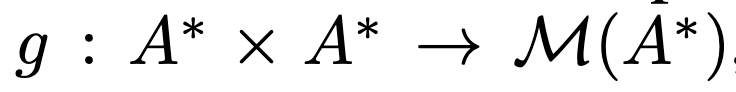 g : A* × A* → ℳ(A*),